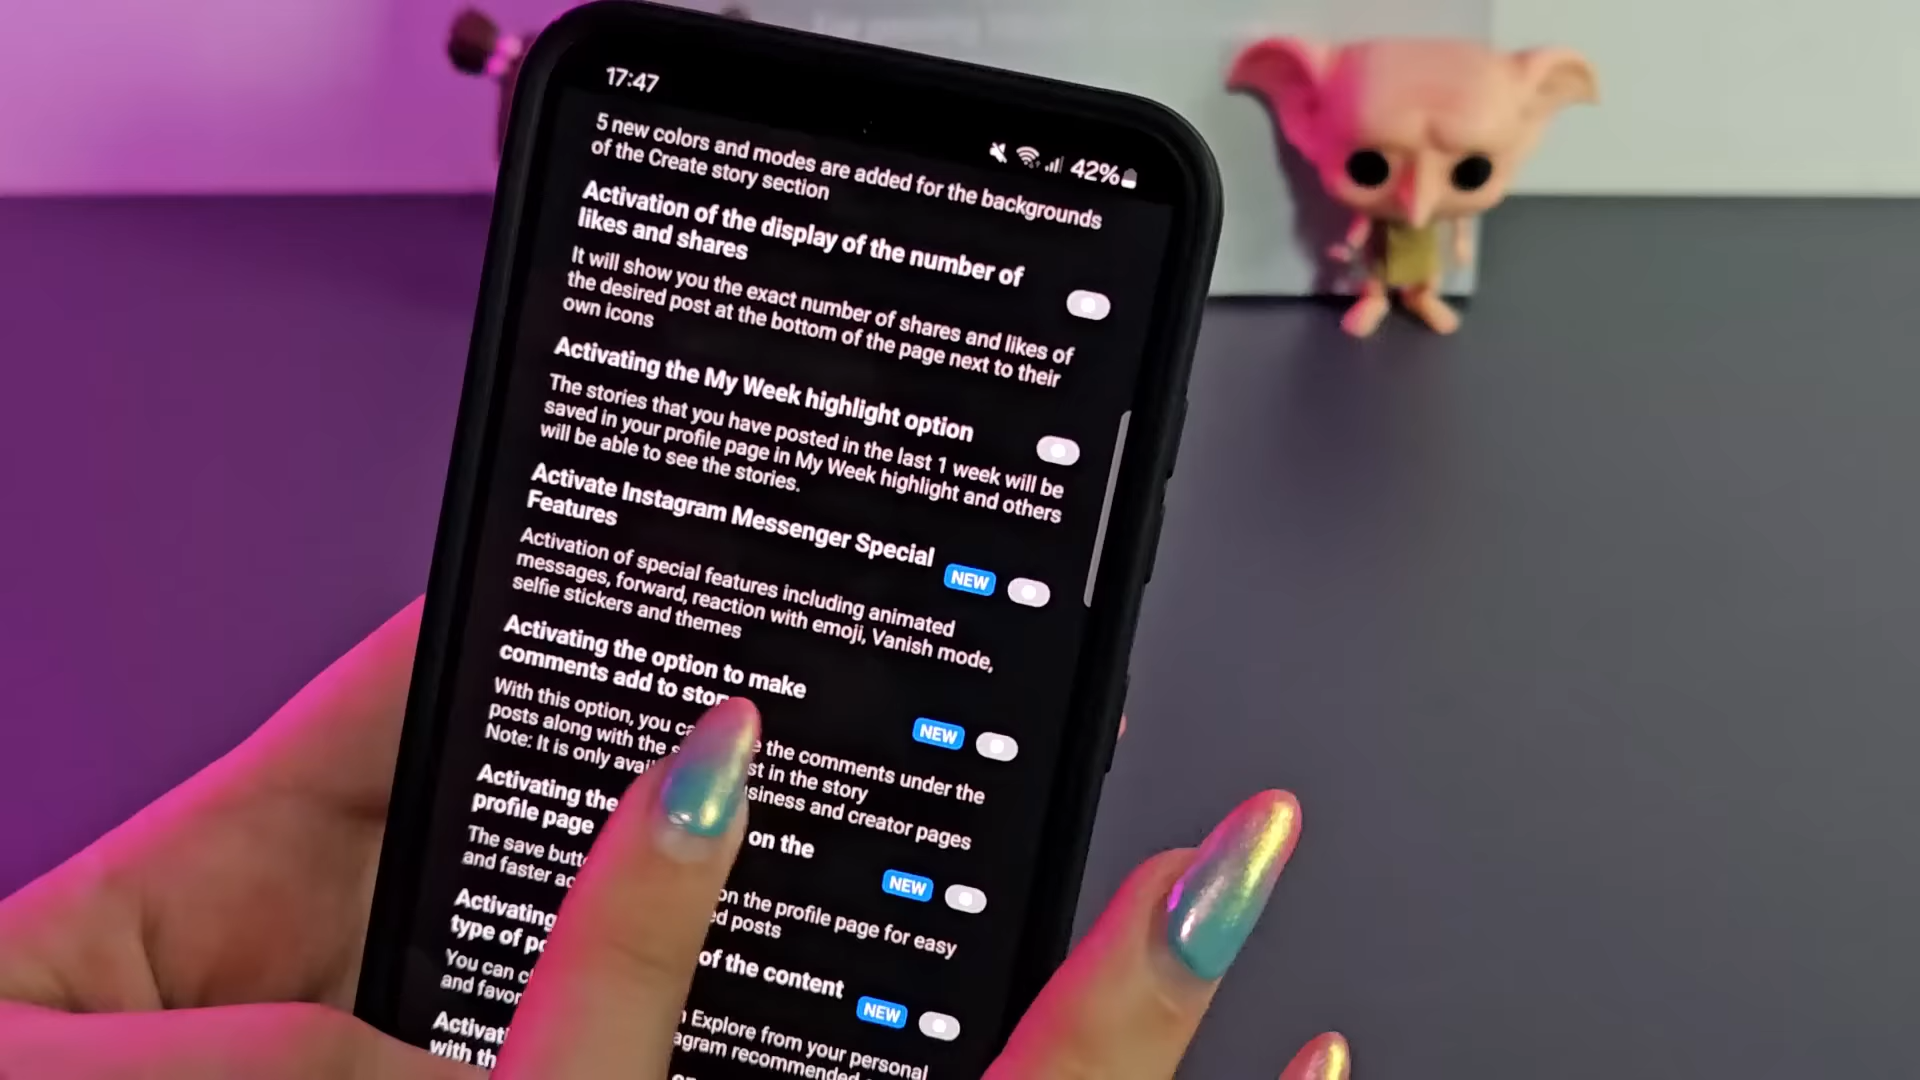 17:47
42%
5 new colors and modes are added for the backgrounds
of the Create story section
Activation of the display of the number of
likes and shares
It will show you the exact number of shares and likes of
the desired post at the bottom of the page next to their
own icons
Activating the My Week highlight option
The stories that you have posted in the last 1 week will be
saved in your profile page in My Week highlight and others
will be able to see the stories.
Activate Instagram Messenger Special
Features
NEW
Activation of special features including animated
messages, forward, reaction with emoji, Vanish mode,
selfie stickers and themes
Activating the option to make
comments add to
NEW
With this option, you the comments under the
posts along with the in the story
Note: It is only and creator pages
Activating the
profile page on the
NEW
The save on the profile page for easy
and faster posts
Activating
type of of the content
NEW
You can Explore from your personal
and recommended
with